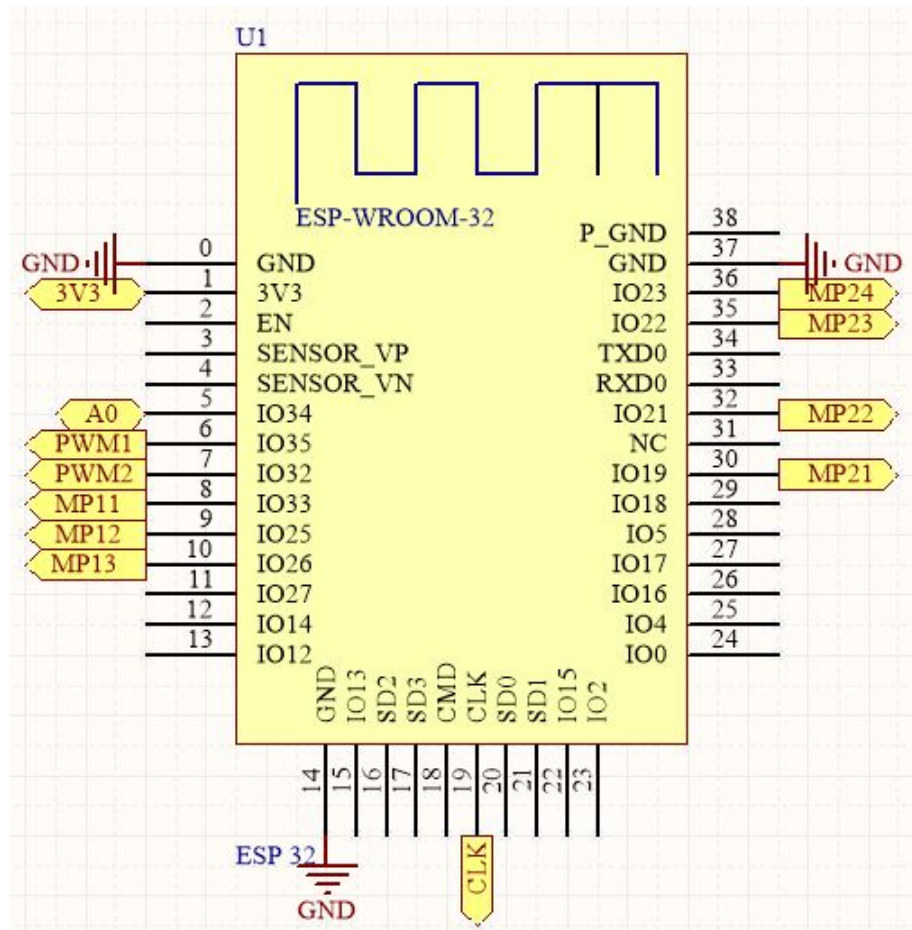 U1
ESP-WROOM-32
GND 0 GND
3V3 1 3V3
2 EN
3 SENSOR_VP
4 SENSOR_VN
A0 5 IO34
PWM1 6 IO35
PWM2 7 IO32
MP11 8 IO33
MP12 9 IO25
MP13 10 IO26
11 IO27
12 IO14
13 IO12
P_GND 38
GND 37 GND
IO23 36 MP24
IO22 35 MP23
TXD0 34
RXD0 33
IO21 32 MP22
NC 31
IO19 30 MP21
IO18 29
IO5 28
IO17 27
IO16 26
IO4 25
IO0 24
GND IO13 SD2 SD3 CMD CLK SD0 SD1 IO15 IO2
14 15 16 17 18 19 20 21 22 23
ESP 32
GND
CLK